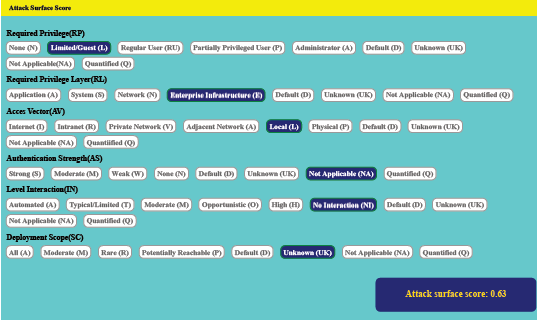 Attack Surface Score
Required Privilege(RP)
None (N) Limited/Guest (L) Regular User (RU) Partially Privileged User (P) Administrator (A) Default (D) Unknown (UK)
Not Applicable(NA) Quantified (Q)
Required Privilege Layer(RL)
Application (A) System (S) Network (N) Enterprise Infrastructure (E) Default (D) Unknown (UK) Not Applicable (NA) Quantified (Q)
Acces Vector(AV)
Internet (I) Intranet (R) Private Network (V) Adjacent Network (A) Local (L) Physical (P) Default (D) Unknown (UK)
Not Applicable (NA) Quantiified (Q)
Authentication Strength(AS)
Strong (S) Moderate (M) Weak (W) None (N) Default (D) Unknown (UK) Not Applicable (NA) Quantified (Q)
Level Interaction(IN)
Automated (A) Typical/Limited (T) Moderate (M) Opportunistic (O) High (H) No Interaction (NI) Default (D) Unknown (UK)
Not Applicable (NA) Quantified (Q)
Deployment Scope(SC)
All (A) Moderate (M) Rare (R) Potentially Reachable (P) Default (D) Unknown (UK) Not Applicable (NA) Quantified (Q)
Attack surface score: 0.63